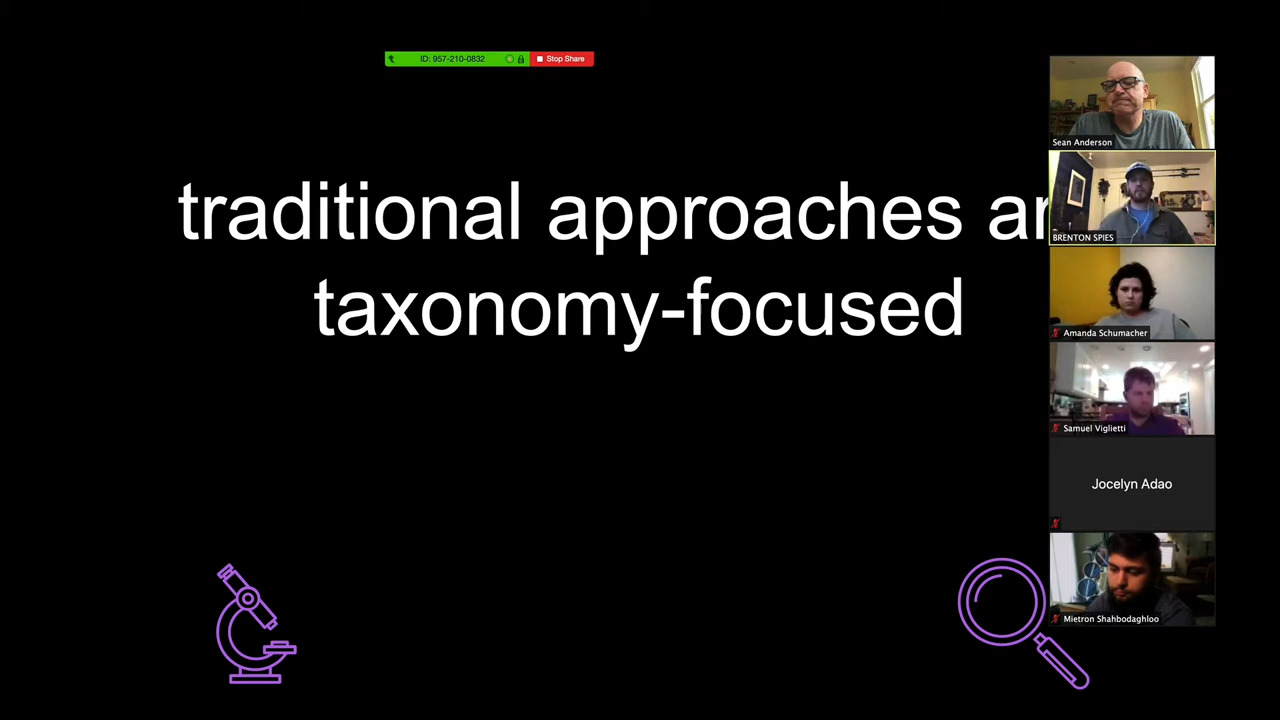 ID: 957-210-0832
Stop Share
traditional approaches
taxonomy-focused
Sean Anderson
BRENTON SPIES
Amanda Schumacher
Samuel Viglietti
Jocelyn Adao
Mietron Shahbodaghloo